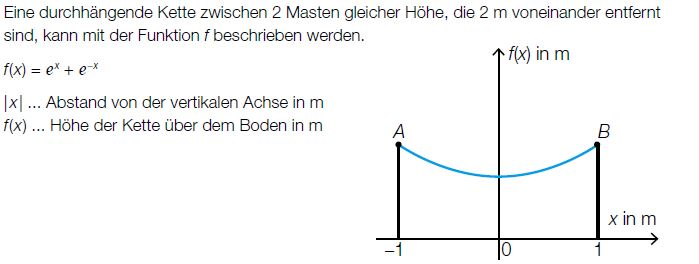 Eine durchhängende Kette zwischen 2 Masten gleicher Höhe, die 2 m voneinander entfernt
sind, kann mit der Funktion f beschrieben werden.
f(x) = eˣ + e⁻ˣ
|x| ... Abstand von der vertikalen Achse in m
f(x) ... Höhe der Kette über dem Boden in m
f(x) in m
A
B
x in m
−1
0
1